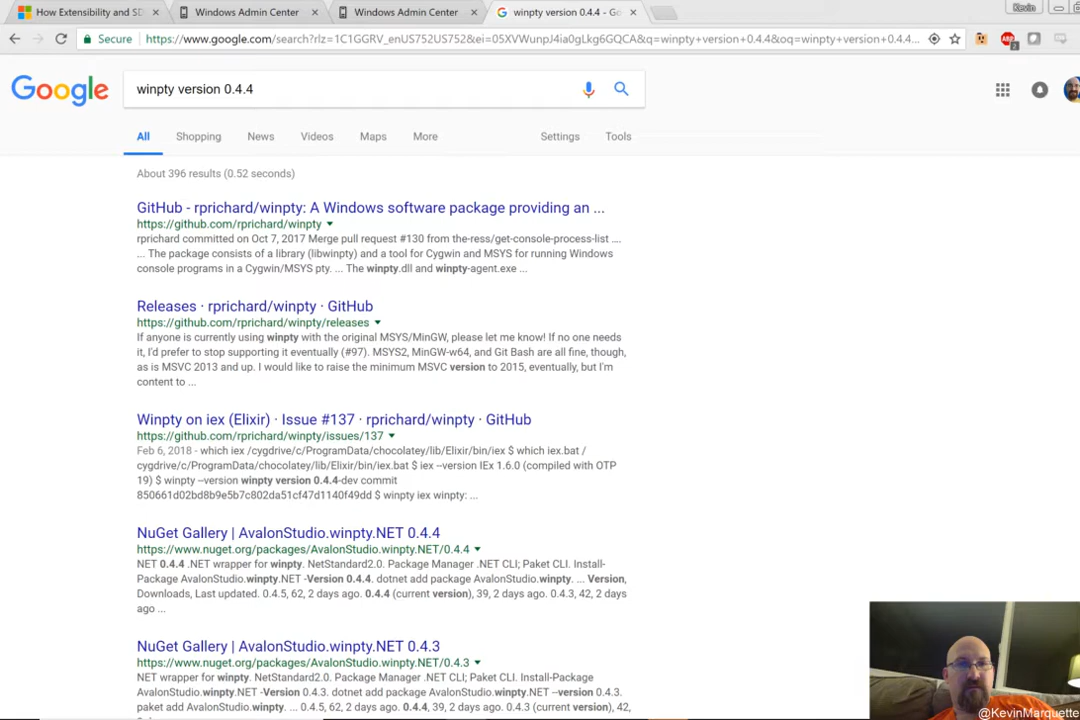 How Extensibility and SD
Windows Admin Center
Windows Admin Center
winpty version 0.4.4 - Go
Kevin
Secure
https://www.google.com/search?rlz=1C1GGRV_enUS752US752&ei=05XVWunpJ4ia0gLkg6GQCA&q=winpty+version+0.4.4&oq=winpty+version+0.4.4...
ABP
2
Google
winpty version 0.4.4
All
Shopping
News
Videos
Maps
More
Settings
Tools
About 396 results (0.52 seconds)
GitHub - rprichard/winpty: A Windows software package providing an ...
https://github.com/rprichard/winpty
rprichard committed on Oct 7, 2017 Merge pull request #130 from the-ress/get-console-process-list ....
... The package consists of a library (libwinpty) and a tool for Cygwin and MSYS for running Windows
console programs in a Cygwin/MSYS pty. ... The winpty.dll and winpty-agent.exe ...
Releases · rprichard/winpty · GitHub
https://github.com/rprichard/winpty/releases
If anyone is currently using winpty with the original MSYS/MinGW, please let me know! If no one needs
it, I'd prefer to stop supporting it eventually (#97). MSYS2, MinGW-w64, and Git Bash are all fine, though,
as is MSVC 2013 and up. I would like to raise the minimum MSVC version to 2015, eventually, but I'm
content to ...
Winpty on iex (Elixir) · Issue #137 · rprichard/winpty · GitHub
https://github.com/rprichard/winpty/issues/137
Feb 6, 2018 - which iex /cygdrive/c/ProgramData/chocolatey/lib/Elixir/bin/iex $ which iex.bat /
cygdrive/c/ProgramData/chocolatey/lib/Elixir/bin/iex.bat $ iex --version IEx 1.6.0 (compiled with OTP
19) $ winpty --version winpty version 0.4.4-dev commit
850661d02bd8b9e5b7c802da51cf47d1140f49dd $ winpty iex winpty: ...
NuGet Gallery | AvalonStudio.winpty.NET 0.4.4
https://www.nuget.org/packages/AvalonStudio.winpty.NET/0.4.4
NET 0.4.4 .NET wrapper for winpty. NetStandard2.0. Package Manager .NET CLI; Paket CLI. Install-
Package AvalonStudio.winpty.NET -Version 0.4.4. dotnet add package AvalonStudio.winpty. ... Version,
Downloads, Last updated. 0.4.5, 62, 2 days ago. 0.4.4 (current version), 39, 2 days ago. 0.4.3, 42, 2 days
ago ...
NuGet Gallery | AvalonStudio.winpty.NET 0.4.3
https://www.nuget.org/packages/AvalonStudio.winpty.NET/0.4.3
NET wrapper for winpty. NetStandard2.0. Package Manager .NET CLI; Paket CLI. Install-Package
AvalonStudio.winpty.NET -Version 0.4.3. dotnet add package AvalonStudio.winpty.NET --version 0.4.3.
paket add AvalonStudio.winpty. ... 0.4.5, 62, 2 days ago. 0.4.4, 39, 2 days ago. 0.4.3 (current version), 42,
@KevinMarquette